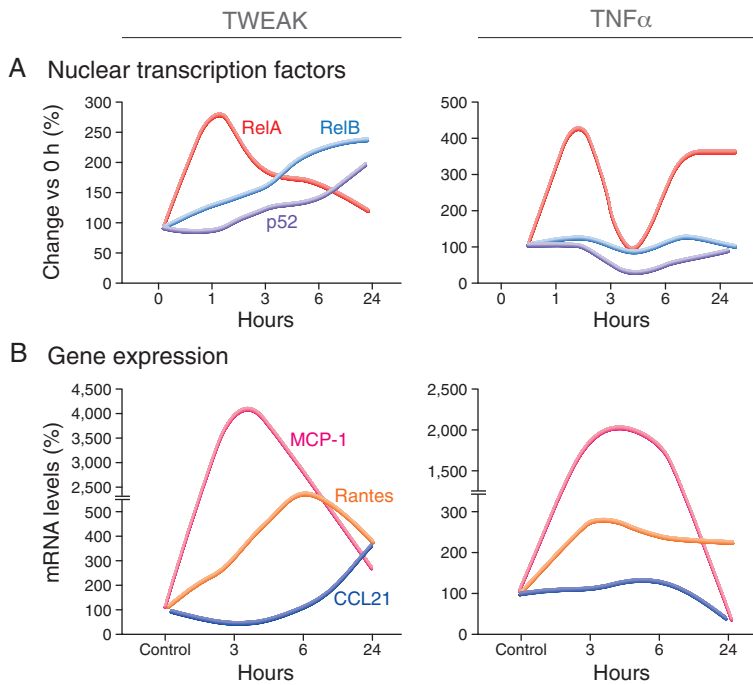 TWEAK
TNFα
A Nuclear transcription factors
Change vs 0 h (%)
300
250
200
150
100
50
0
RelA
RelB
p52
0 1 3 6 24
Hours
500
400
300
200
100
0
0 1 3 6 24
Hours
B Gene expression
mRNA levels (%)
4,500
4,000
3,500
3,000
2,500
500
400
300
200
100
0
MCP-1
Rantes
CCL21
Control 3 6 24
Hours
2,500
2,000
1,500
300
200
100
0
Control 3 6 24
Hours